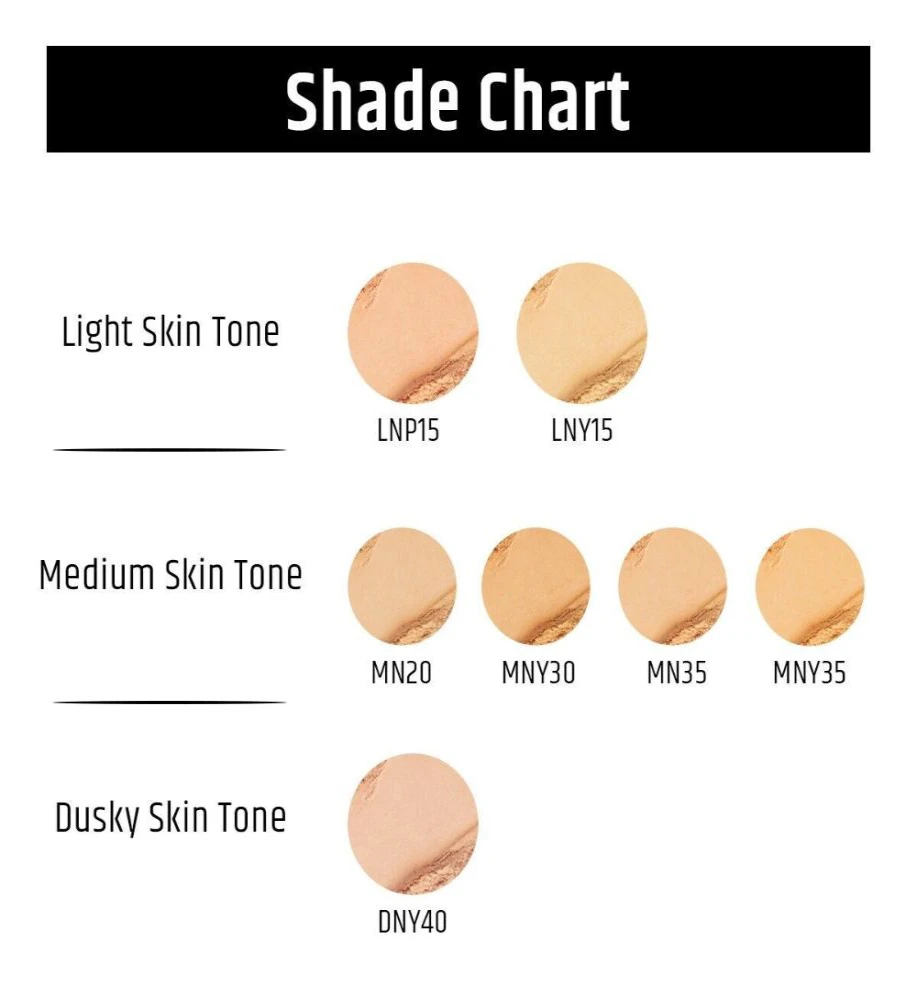 Shade Chart
Light Skin Tone
LNP15
LNY15
Medium Skin Tone
MN20
MNY30
MN35
MNY35
Dusky Skin Tone
DNY40